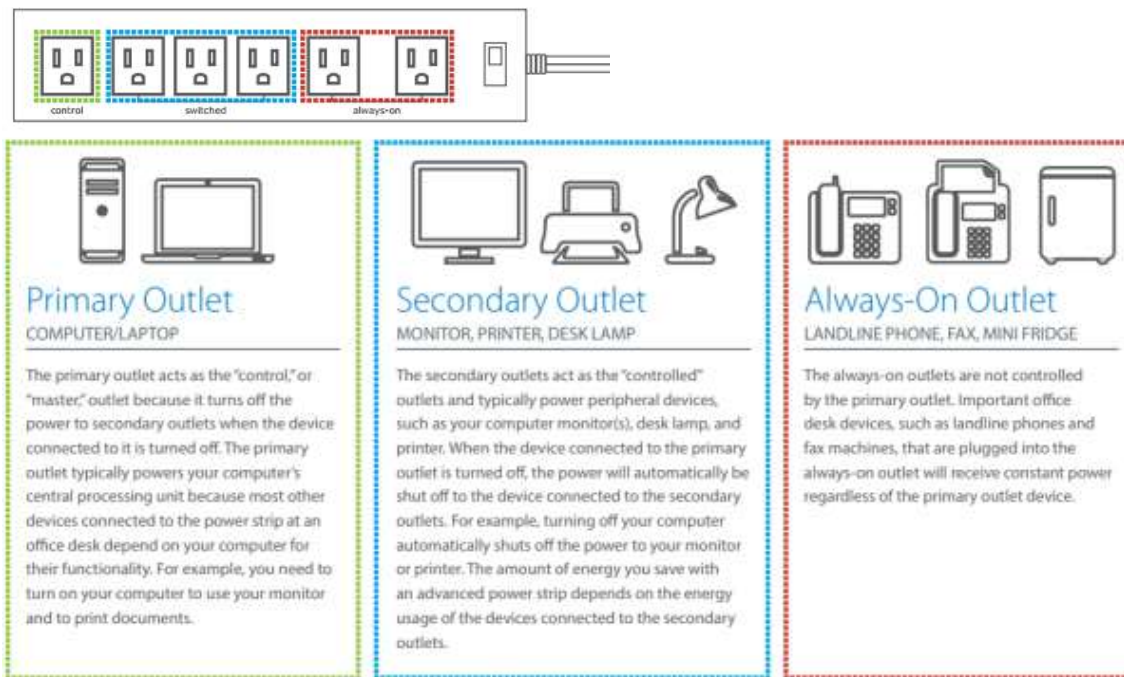 control
switched
always-on
Primary Outlet
COMPUTER/LAPTOP
The primary outlet acts as the “control,” or
“master,” outlet because it turns off the
power to secondary outlets when the device
connected to it is turned off. The primary
outlet typically powers your computer’s
central processing unit because most other
devices connected to the power strip at an
office desk depend on your computer for
their functionality. For example, you need to
turn on your computer to use your monitor
and to print documents.
Secondary Outlet
MONITOR, PRINTER, DESK LAMP
The secondary outlets act as the “controlled”
outlets and typically power peripheral devices,
such as your computer monitor(s), desk lamp, and
printer. When the device connected to the primary
outlet is turned off, the power will automatically be
shut off to the device connected to the secondary
outlets. For example, turning off your computer
automatically shuts off the power to your monitor
or printer. The amount of energy you save with
an advanced power strip depends on the energy
usage of the devices connected to the secondary
outlets.
Always-On Outlet
LANDLINE PHONE, FAX, MINI FRIDGE
The always-on outlets are not controlled
by the primary outlet. Important office
desk devices, such as landline phones and
fax machines, that are plugged into the
always-on outlet will receive constant power
regardless of the primary outlet device.